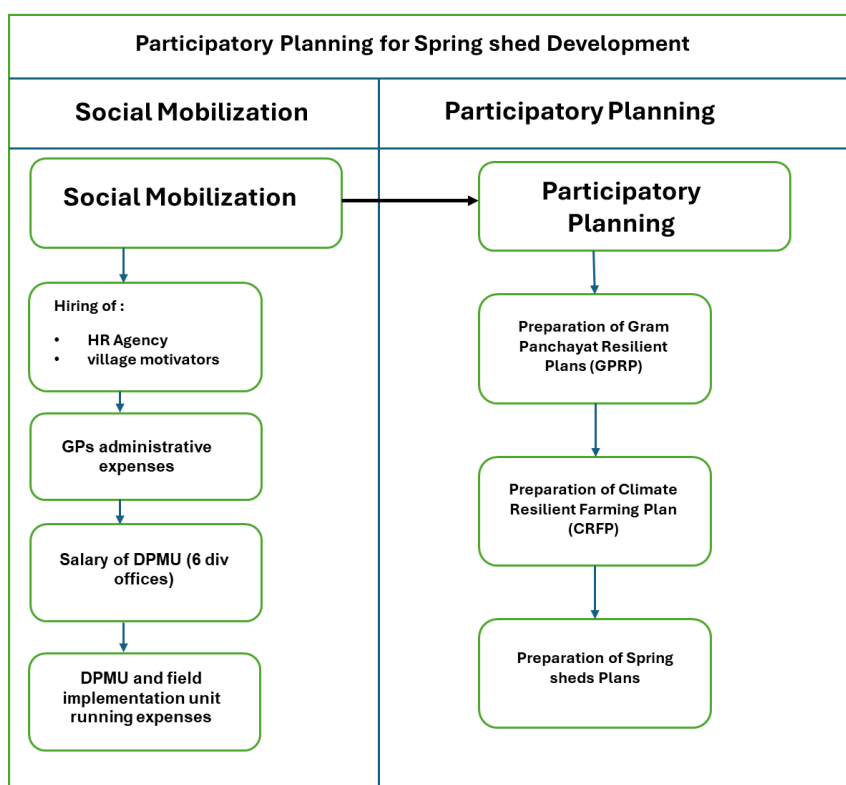 Participatory Planning for Spring shed Development
Social Mobilization
Participatory Planning
Social Mobilization
Hiring of :
• HR Agency
• village motivators
GPs administrative
expenses
Salary of DPMU (6 div
offices)
DPMU and field
implementation unit
running expenses
Participatory
Planning
Preparation of Gram
Panchayat Resilient
Plans (GPRP)
Preparation of Climate
Resilient Farming Plan
(CRFP)
Preparation of Spring
sheds Plans